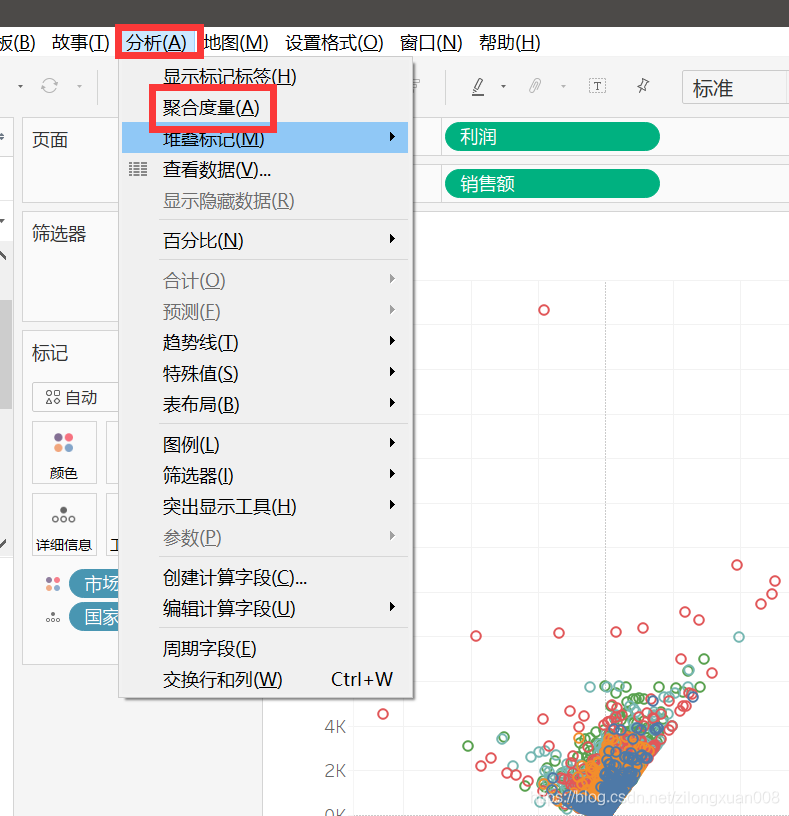 板(B) 故事(T) 分析(A) 地图(M) 设置格式(O) 窗口(N) 帮助(H)
标准
页面
筛选器
标记
自动
颜色
详细信息
市场
国家
显示标记标签(H)
聚合度量(A)
堆叠标记(M)
查看数据(V)...
显示隐藏数据(R)
百分比(N)
合计(O)
预测(F)
趋势线(T)
特殊值(S)
表布局(B)
图例(L)
筛选器(I)
突出显示工具(H)
参数(P)
创建计算字段(C)...
编辑计算字段(U)
周期字段(E)
交换行和列(W) Ctrl+W
利润
销售额
4K
2K
0K
https://blog.csdn.net/zilongxuan008